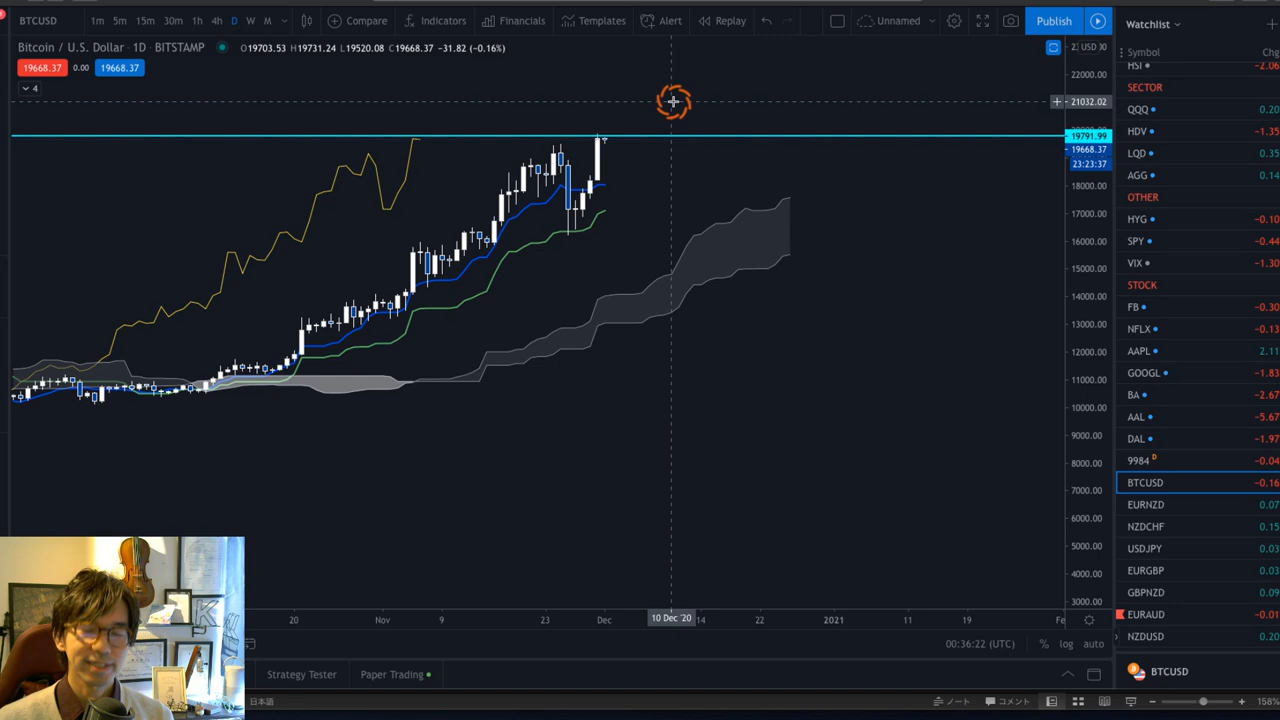 BTCUSD 1m 5m 15m 30m 1h 4h D W M Compare Indicators Financials Templates Alert Replay Unnamed Publish
Bitcoin / U.S. Dollar · 1D · BITSTAMP O19703.53 H19731.24 L19520.08 C19668.37 −31.82 (−0.16%)
19668.37 0.00 19668.37
4
USD
22000.00
21032.02
19791.99
19668.37
23:23:37
18000.00
17000.00
16000.00
15000.00
14000.00
13000.00
12000.00
11000.00
10000.00
9000.00
8000.00
7000.00
6000.00
5000.00
4000.00
3000.00
20 Nov 9 23 Dec 10 Dec '20 14 22 2021 11 19 Fe
00:36:22 (UTC) % log auto
Strategy Tester Paper Trading
日本語 ノート コメント 158%
Watchlist
Symbol Chg
HSI −2.06
SECTOR
QQQ 0.20
HDV −1.35
LQD 0.35
AGG 0.14
OTHER
HYG −0.10
SPY −0.44
VIX −1.30
STOCK
FB −0.30
NFLX −0.13
AAPL 2.11
GOOGL −1.83
BA −2.67
AAL −5.67
DAL −1.97
9984 D −0.04
BTCUSD −0.16
EURNZD 0.07
NZDCHF 0.15
USDJPY 0.03
EURGBP 0.03
GBPNZD 0.09
EURAUD −0.01
NZDUSD 0.20
BTCUSD